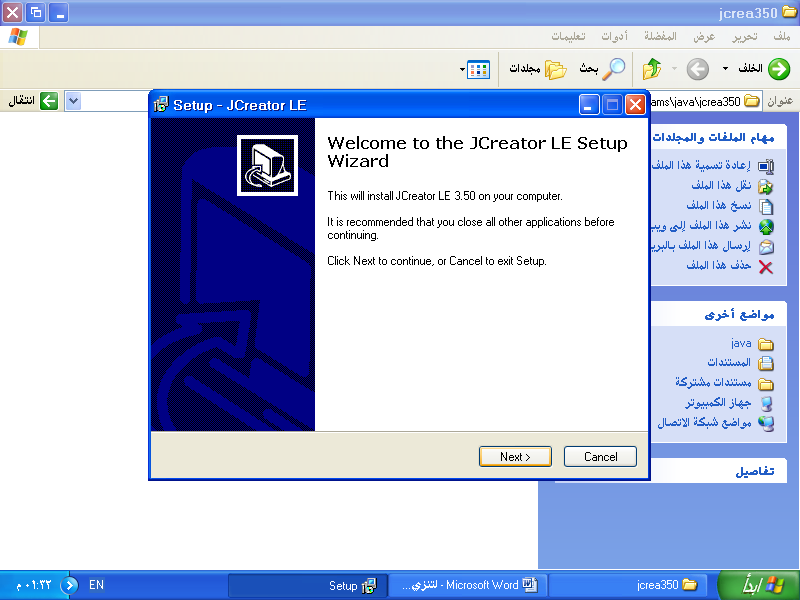 jcrea350
ملف
تحرير
عرض
المفضلة
أدوات
تعليمات
الخلف
بحث
مجلدات
عنوان
ams\java\jcrea350
انتقال
Setup - JCreator LE
Welcome to the JCreator LE Setup
Wizard
This will install JCreator LE 3.50 on your computer.
It is recommended that you close all other applications before
continuing.
Click Next to continue, or Cancel to exit Setup.
Next >
Cancel
مهام الملفات والمجلدات
إعادة تسمية هذا الملف
نقل هذا الملف
نسخ هذا الملف
نشر هذا الملف إلى ويب
إرسال هذا الملف بالبريد
حذف هذا الملف
مواضع أخرى
java
المستندات
مستندات مشتركة
جهاز الكمبيوتر
مواضع شبكة الاتصال
تفاصيل
ابدأ
jcrea350
لتنزي... - Microsoft Word
Setup
EN
٠١:٢٢ م